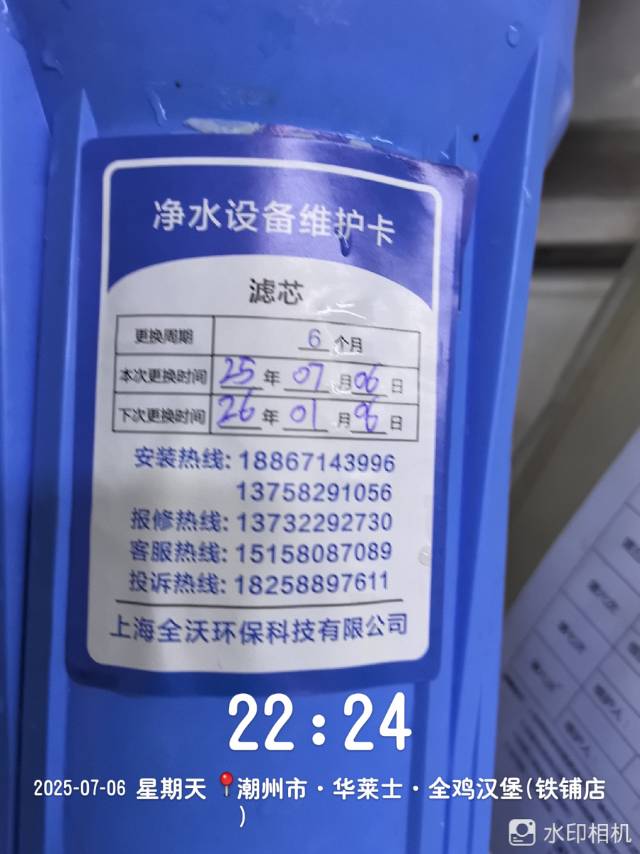 净水设备维护卡
滤芯
更换周期 6 个月
本次更换时间 25 年 07 月 06 日
下次更换时间 26 年 01 月 06 日
安装热线: 18867143996
13758291056
报修热线: 13732292730
客服热线: 15158087089
投诉热线: 18258897611
上海全沃环保科技有限公司
22:24
2025-07-06 星期天 潮州市·华莱士·全鸡汉堡(铁铺店
)
水印相机